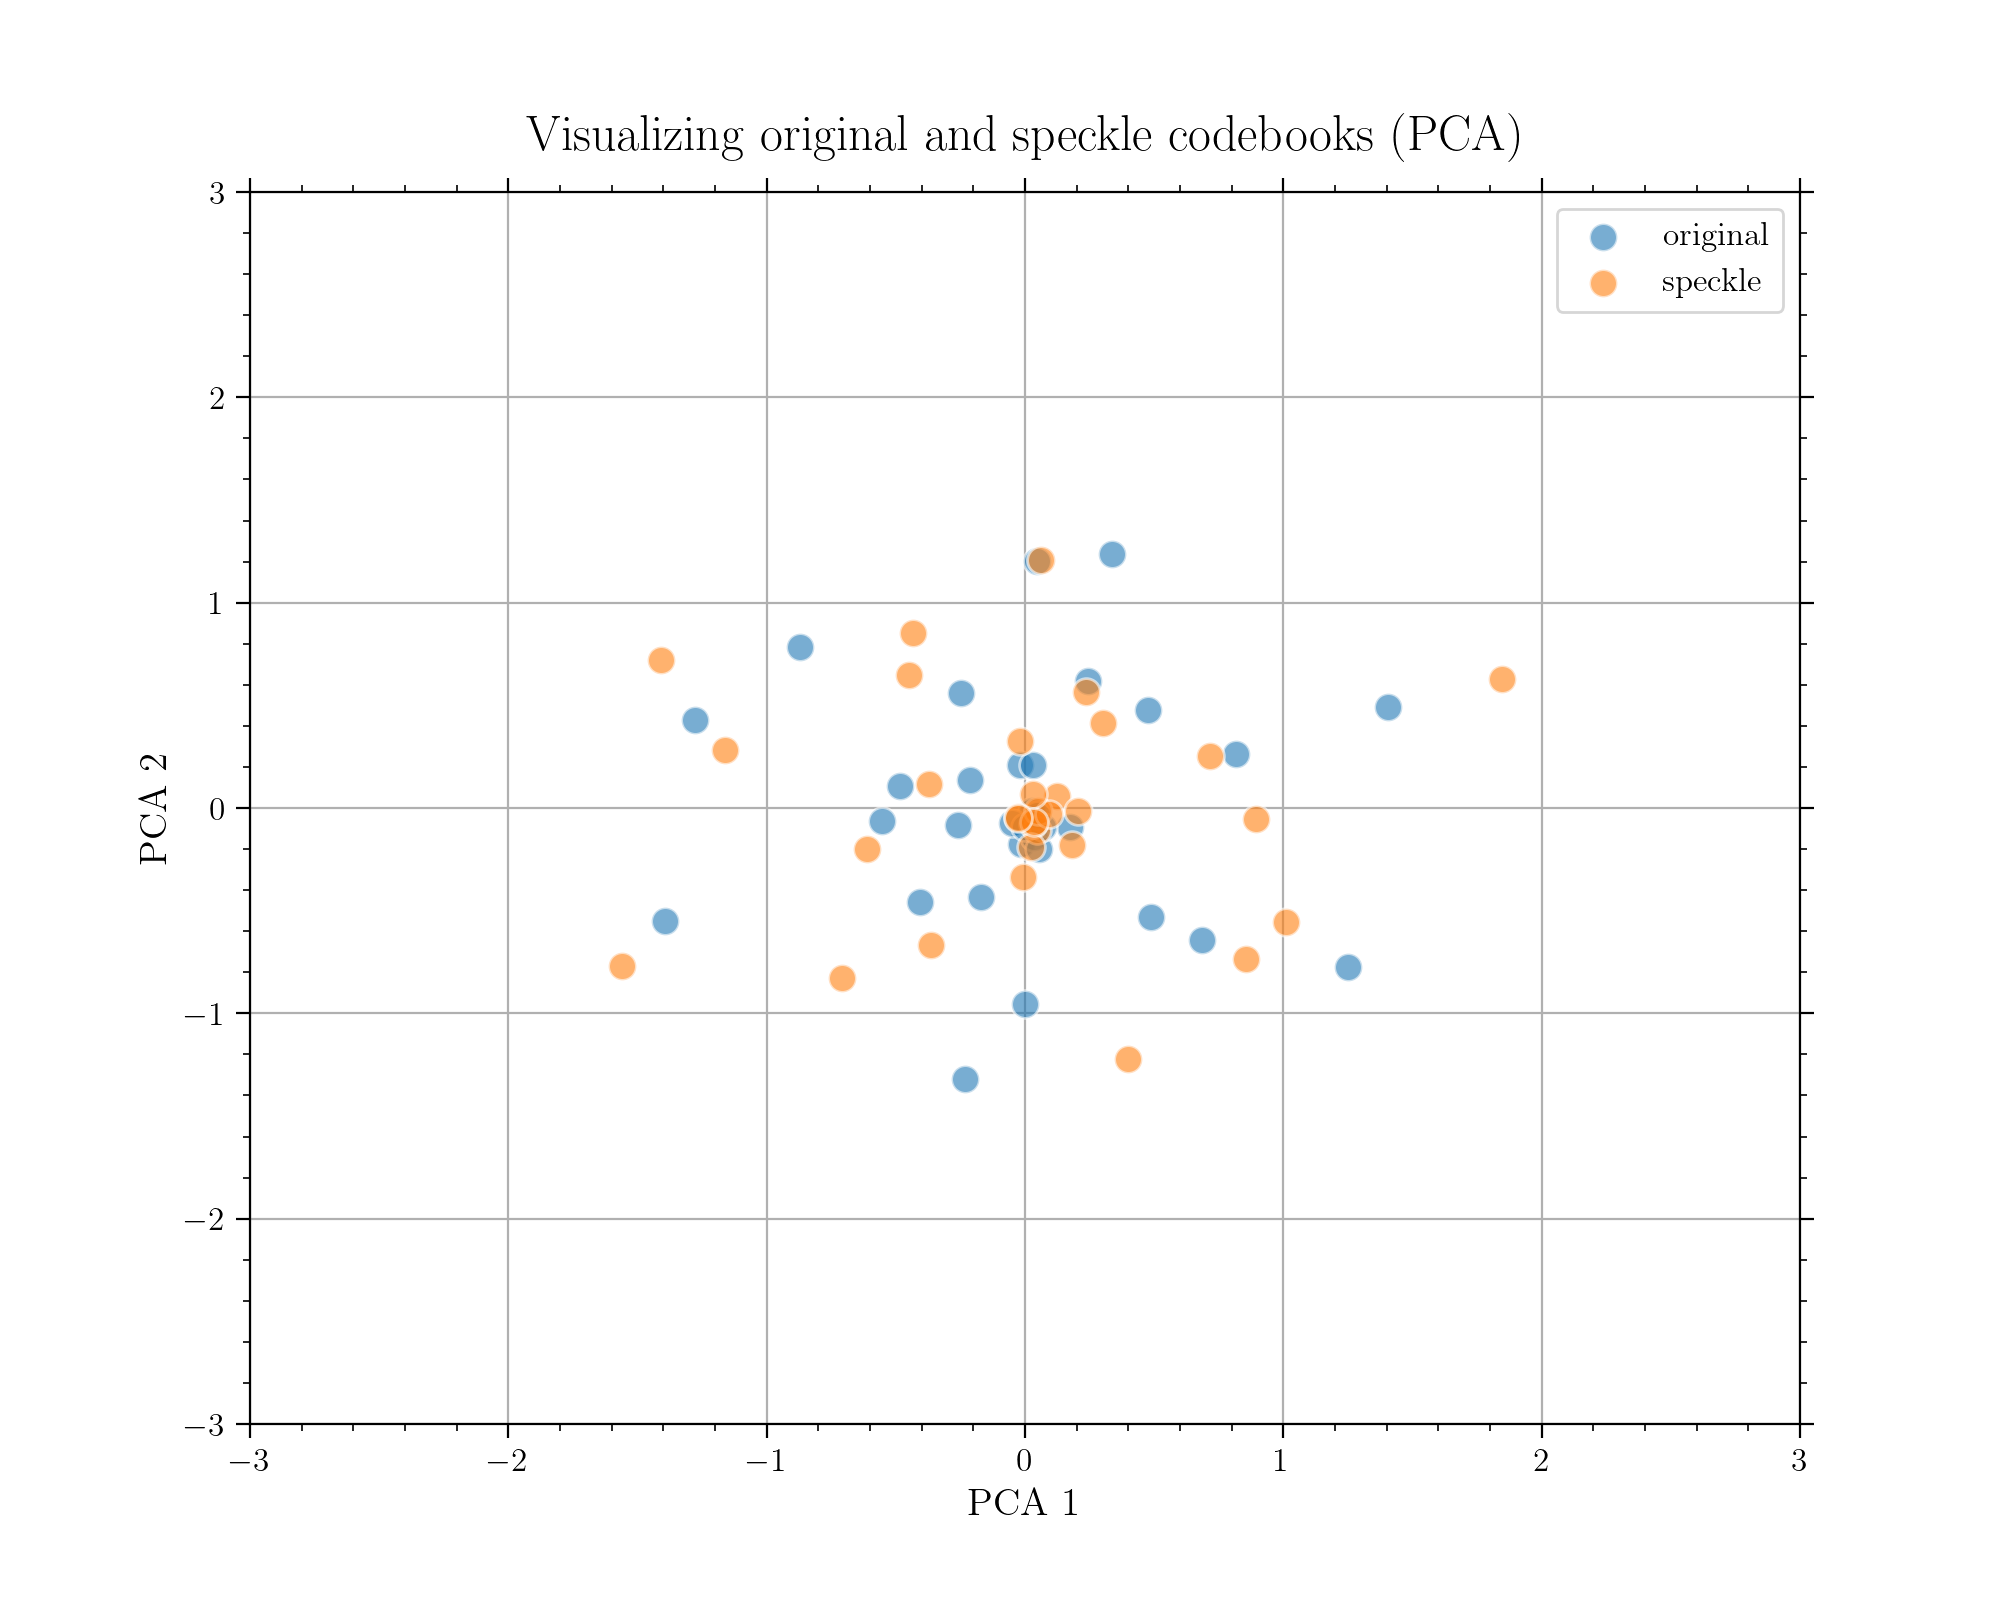 Visualizing original and speckle codebooks (PCA)
original
speckle
3
2
1
0
−1
−2
−3
PCA 2
−3 −2 −1 0 1 2 3
PCA 1